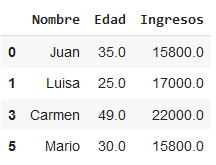 Nombre Edad Ingresos
0 Juan 35.0 15800.0
1 Luisa 25.0 17000.0
3 Carmen 49.0 22000.0
5 Mario 30.0 15800.0